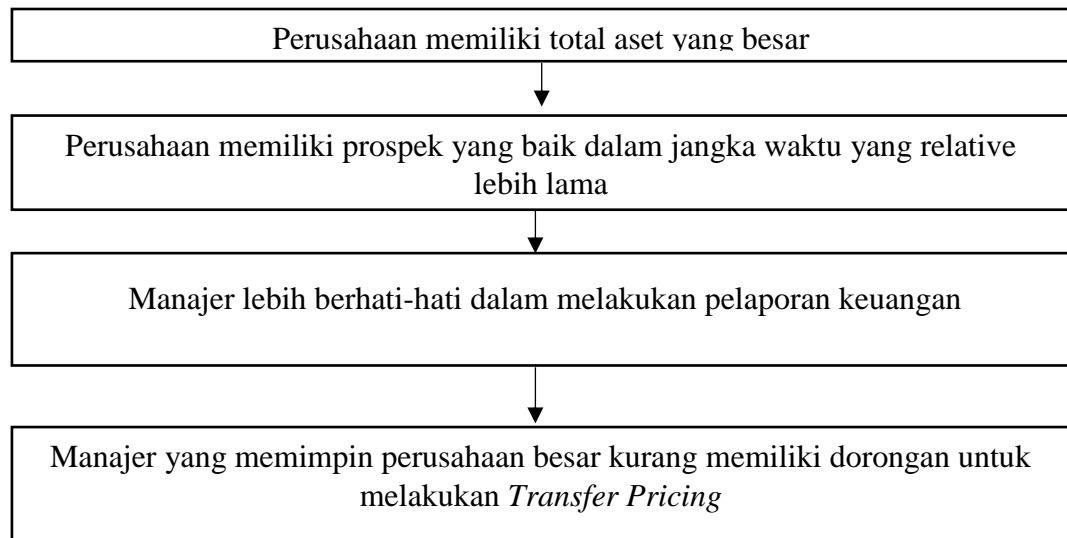 Perusahaan memiliki total aset yang besar
Perusahaan memiliki prospek yang baik dalam jangka waktu yang relative
lebih lama
Manajer lebih berhati-hati dalam melakukan pelaporan keuangan
Manajer yang memimpin perusahaan besar kurang memiliki dorongan untuk
melakukan Transfer Pricing